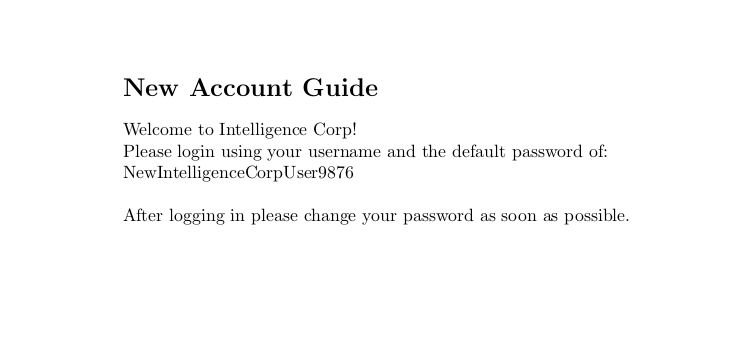 New Account Guide
Welcome to Intelligence Corp!
Please login using your username and the default password of:
NewIntelligenceCorpUser9876
After logging in please change your password as soon as possible.